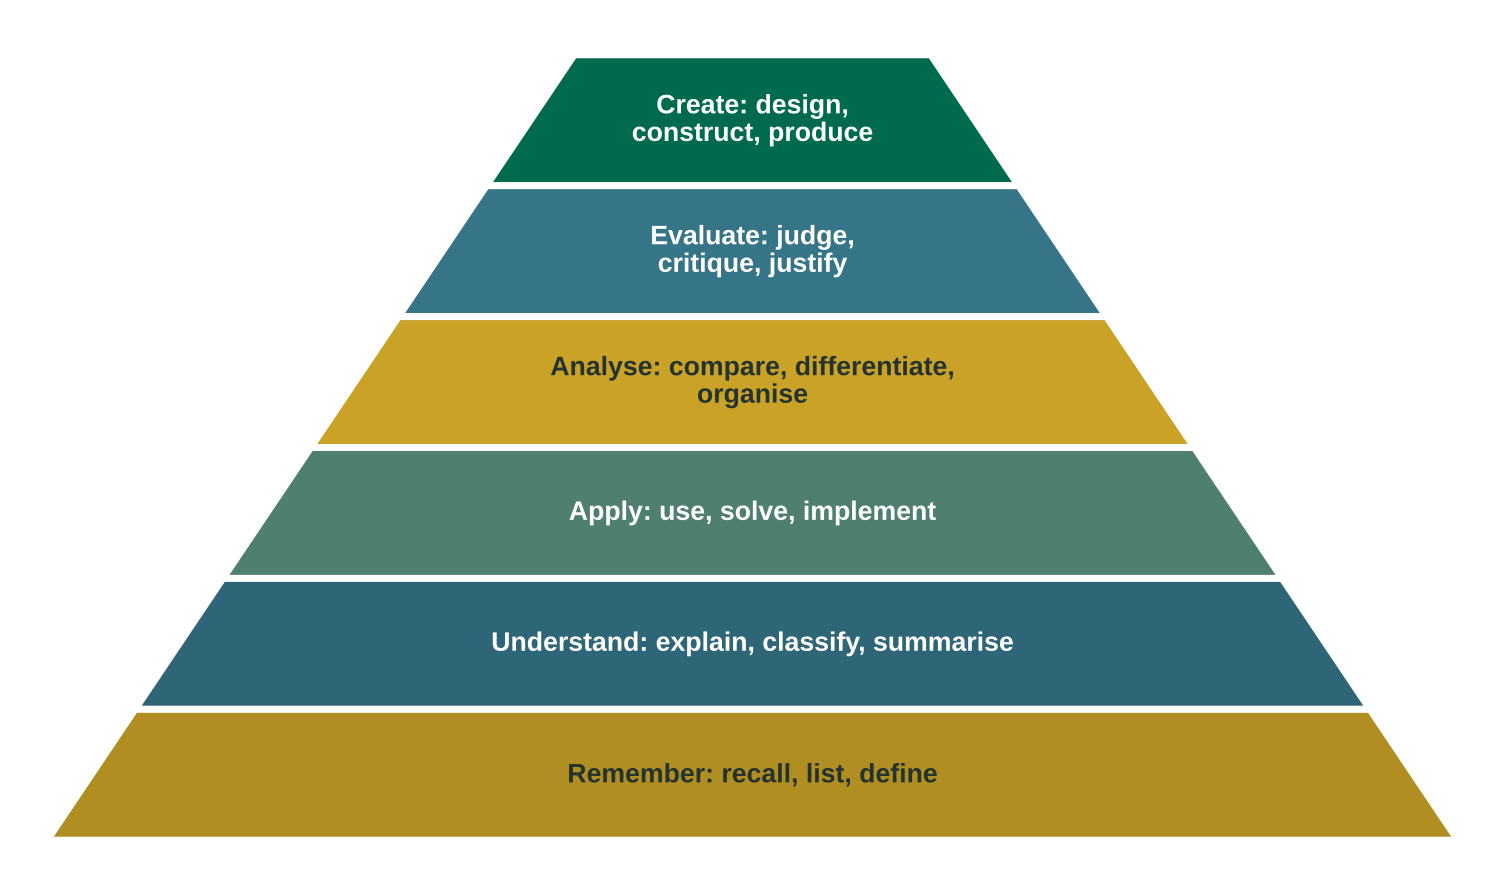 Create: design,
construct, produce
Evaluate: judge,
critique, justify
Analyse: compare, differentiate,
organise
Apply: use, solve, implement
Understand: explain, classify, summarise
Remember: recall, list, define